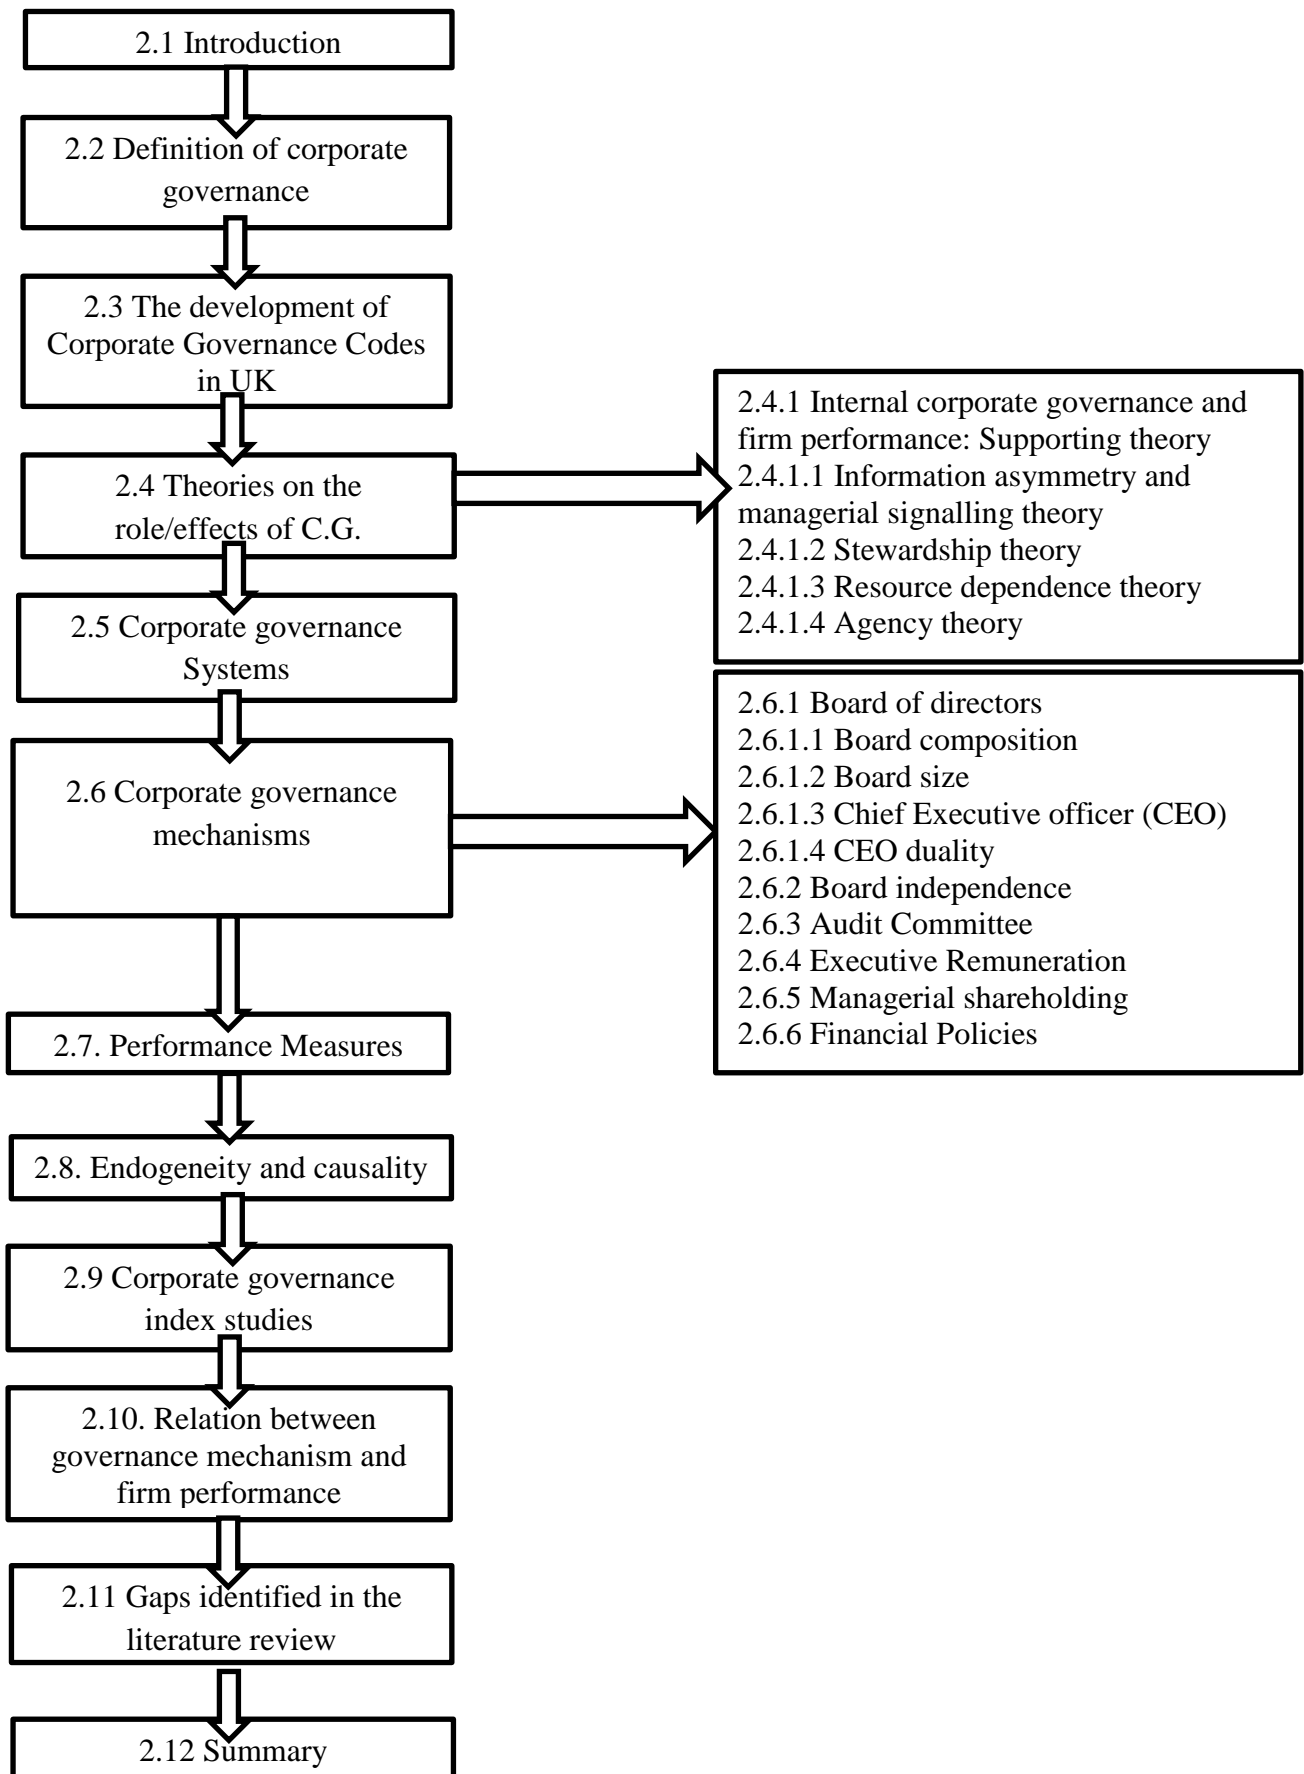 2.1 Introduction
2.2 Definition of corporate
governance
2.3 The development of
Corporate Governance Codes
in UK
2.4 Theories on the
role/effects of C.G.
2.4.1 Internal corporate governance and
firm performance: Supporting theory
2.4.1.1 Information asymmetry and
managerial signalling theory
2.4.1.2 Stewardship theory
2.4.1.3 Resource dependence theory
2.4.1.4 Agency theory
2.5 Corporate governance
Systems
2.6 Corporate governance
mechanisms
2.6.1 Board of directors
2.6.1.1 Board composition
2.6.1.2 Board size
2.6.1.3 Chief Executive officer (CEO)
2.6.1.4 CEO duality
2.6.2 Board independence
2.6.3 Audit Committee
2.6.4 Executive Remuneration
2.6.5 Managerial shareholding
2.6.6 Financial Policies
2.7. Performance Measures
2.8. Endogeneity and causality
2.9 Corporate governance
index studies
2.10. Relation between
governance mechanism and
firm performance
2.11 Gaps identified in the
literature review
2.12 Summary